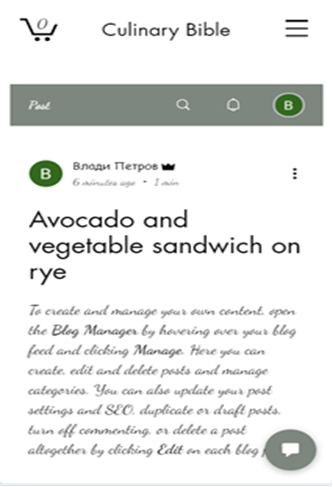 0
Culinary Bible
Post
B
B
Влади Петров
6 minutes ago · 1 min
Avocado and
vegetable sandwich on
rye
To create and manage your own content, open
the Blog Manager by hovering over your blog
feed and clicking Manage. Here you can
create, edit and delete posts and manage
categories. You can also update your post
settings and SEO, duplicate or draft posts,
turn off commenting, or delete a post
altogether by clicking Edit on each blog